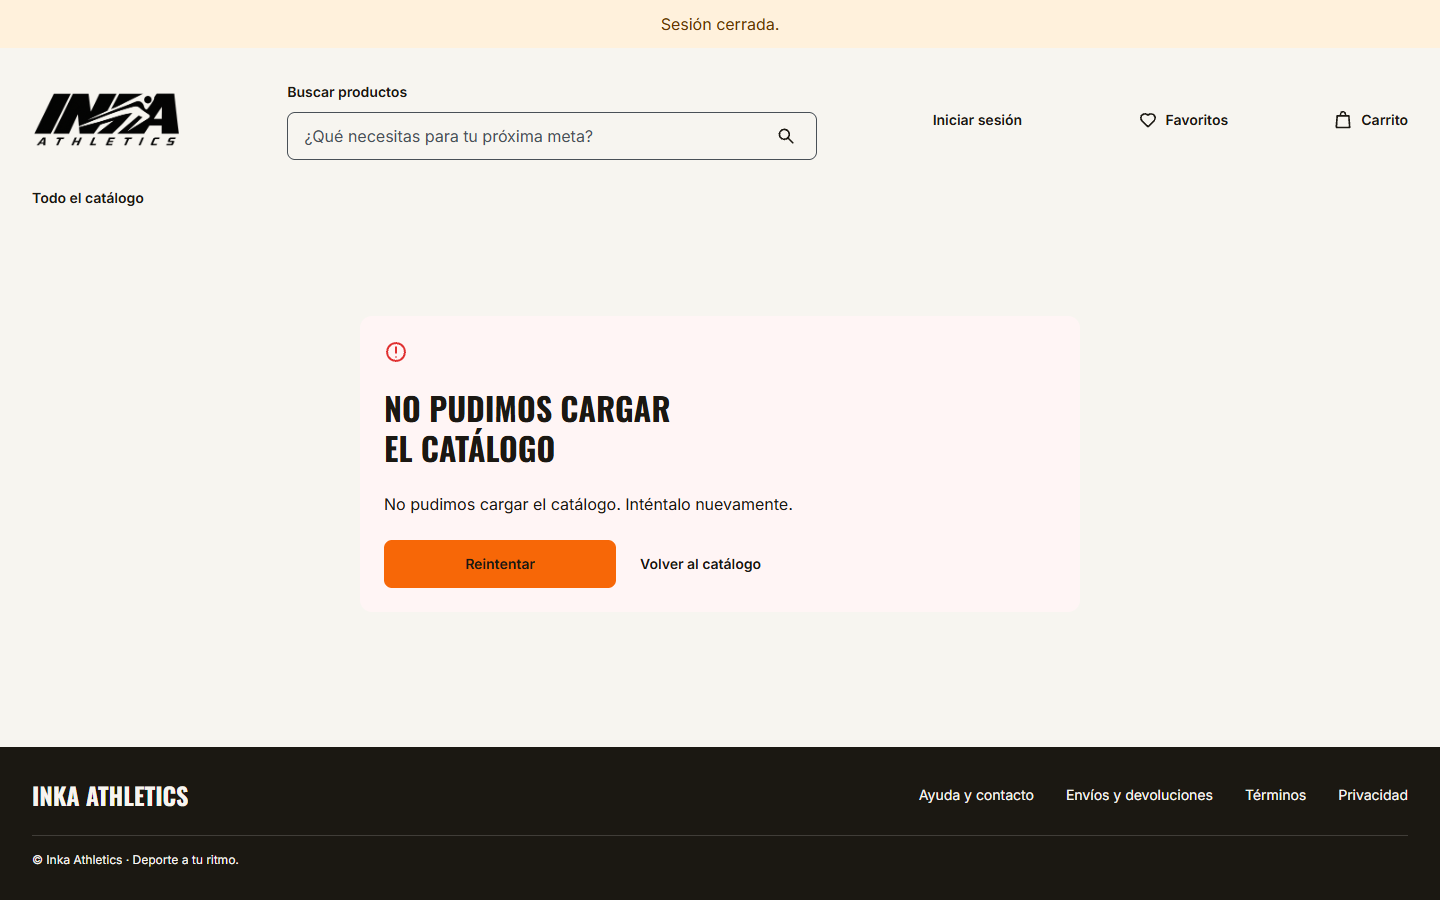 Sesión cerrada.
INKA
ATHLETICS
Buscar productos
¿Qué necesitas para tu próxima meta?
Iniciar sesión
Favoritos
Carrito
Todo el catálogo
NO PUDIMOS CARGAR
EL CATÁLOGO
No pudimos cargar el catálogo. Inténtalo nuevamente.
Reintentar
Volver al catálogo
INKA ATHLETICS
Ayuda y contacto
Envíos y devoluciones
Términos
Privacidad
© Inka Athletics · Deporte a tu ritmo.